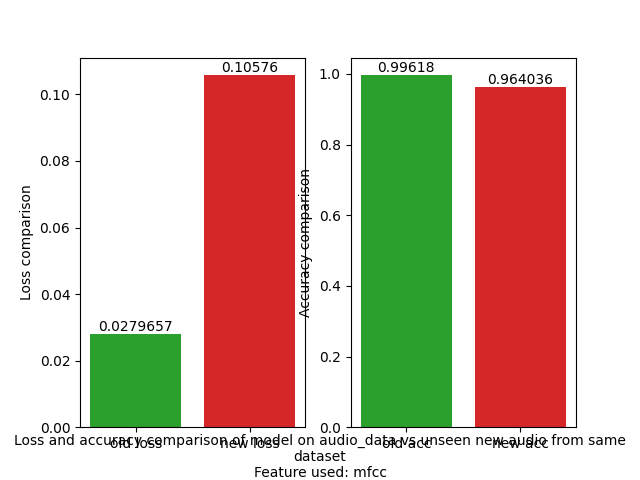 0.10576
0.0279657
0.10
0.08
0.06
0.04
0.02
0.00
Loss comparison
old loss
new loss
0.99618
0.964036
1.0
0.8
0.6
0.4
0.2
0.0
Accuracy comparison
old acc
new acc
Loss and accuracy comparison of model on audio_data vs unseen new audio from same
dataset
Feature used: mfcc